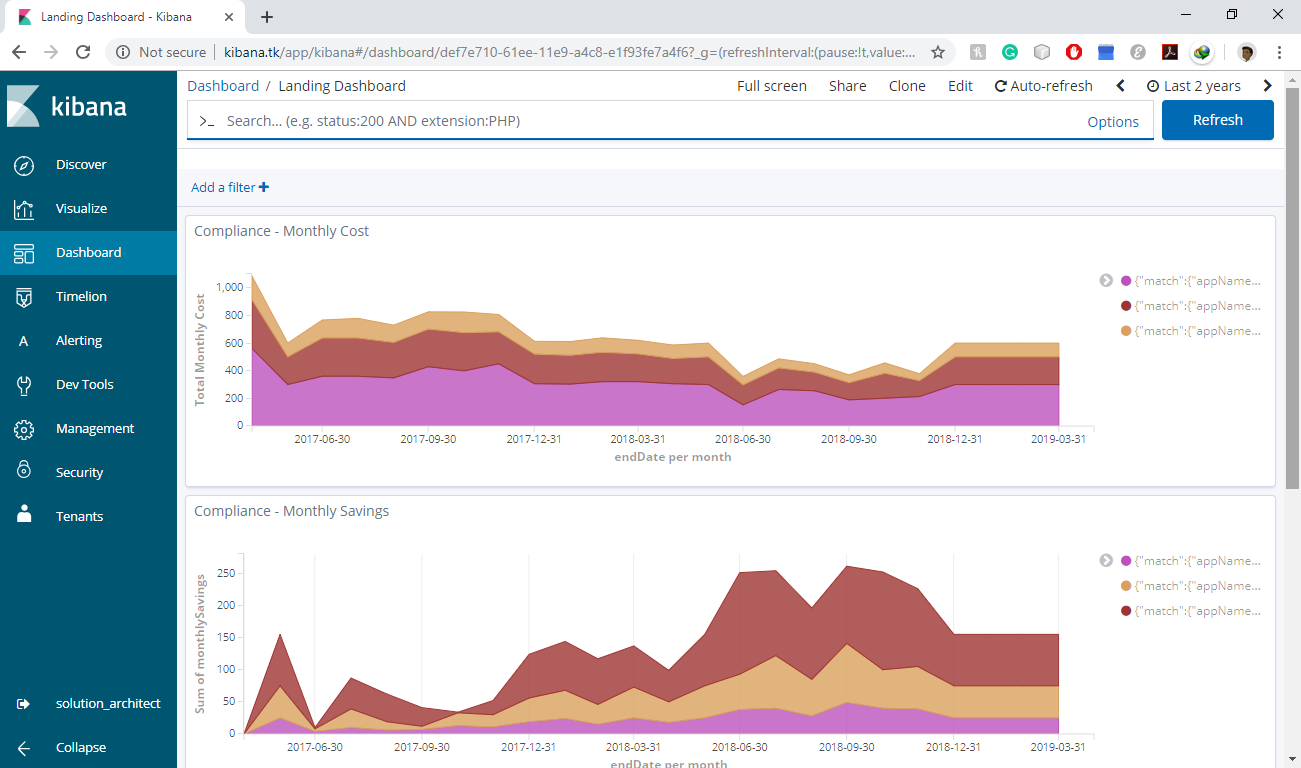 Landing Dashboard - Kibana
Not secure | kibana.tk/app/kibana#/dashboard/def7e710-61ee-11e9-a4c8-e1f93fe7a4f6?_g=(refreshInterval:(pause:!t,value:...
kibana
Discover
Visualize
Dashboard
Timelion
A Alerting
Dev Tools
Management
Security
Tenants
solution_architect
Collapse
Dashboard / Landing Dashboard
Full screen Share Clone Edit Auto-refresh Last 2 years
>_ Search... (e.g. status:200 AND extension:PHP) Options Refresh
Add a filter +
Compliance - Monthly Cost
Total Monthly Cost
1,000
800
600
400
200
0
2017-06-30 2017-09-30 2017-12-31 2018-03-31 2018-06-30 2018-09-30 2018-12-31 2019-03-31
endDate per month
{"match":{"appName...
{"match":{"appName...
{"match":{"appName...
Compliance - Monthly Savings
Sum of monthlySavings
250
200
150
100
50
0
2017-06-30 2017-09-30 2017-12-31 2018-03-31 2018-06-30 2018-09-30 2018-12-31 2019-03-31
endDate per month
{"match":{"appName...
{"match":{"appName...
{"match":{"appName...